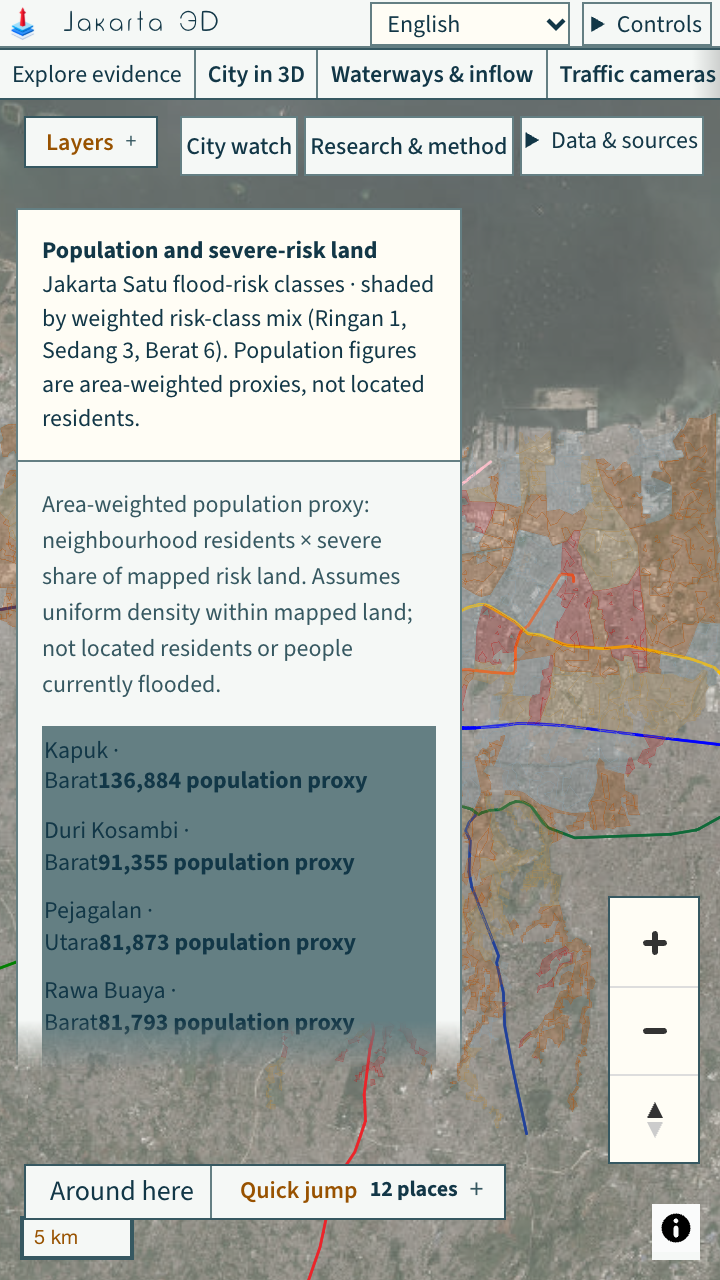 Jakarta 3D
English
Controls
Explore evidence
City in 3D
Waterways & inflow
Traffic cameras
Layers +
City watch
Research & method
Data & sources
Population and severe-risk land
Jakarta Satu flood-risk classes · shaded
by weighted risk-class mix (Ringan 1,
Sedang 3, Berat 6). Population figures
are area-weighted proxies, not located
residents.
Area-weighted population proxy:
neighbourhood residents × severe
share of mapped risk land. Assumes
uniform density within mapped land;
not located residents or people
currently flooded.
Kapuk ·
Barat136,884 population proxy
Duri Kosambi ·
Barat91,355 population proxy
Pejagalan ·
Utara81,873 population proxy
Rawa Buaya ·
Barat81,793 population proxy
Around here
Quick jump 12 places +
5 km